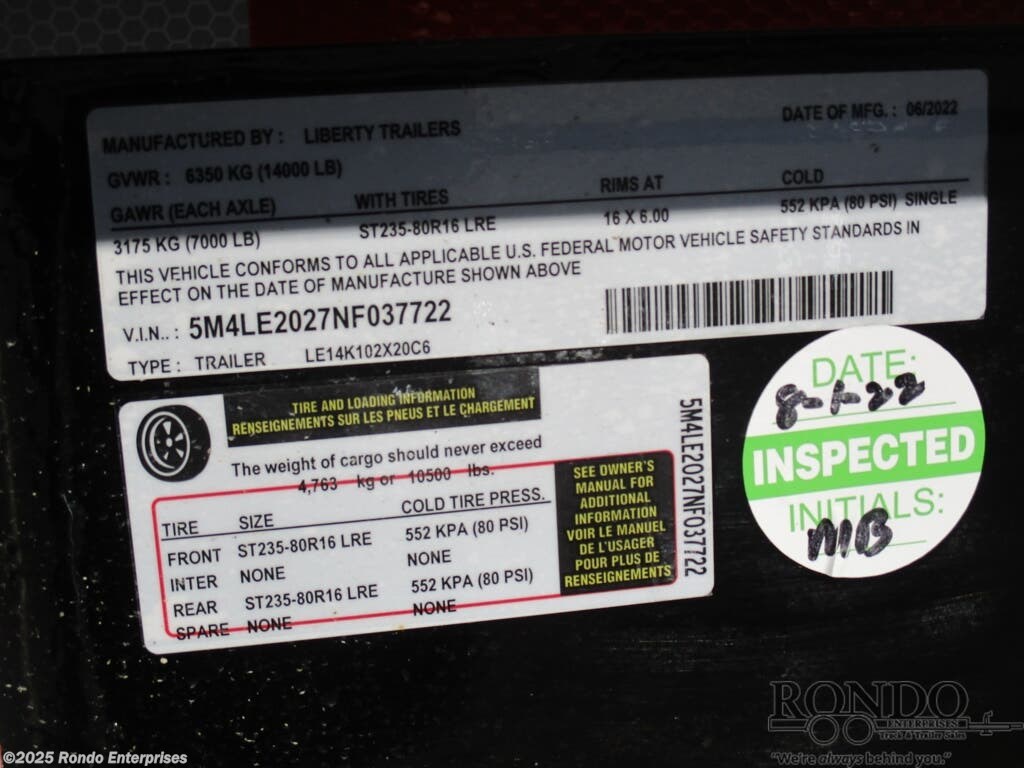 MANUFACTURED BY : LIBERTY TRAILERS DATE OF MFG. : 06/2022
GVWR : 6350 KG (14000 LB)
GAWR (EACH AXLE) WITH TIRES RIMS AT COLD
3175 KG (7000 LB) ST235-80R16 LRE 16 X 6.00 552 KPA (80 PSI) SINGLE
THIS VEHICLE CONFORMS TO ALL APPLICABLE U.S. FEDERAL MOTOR VEHICLE SAFETY STANDARDS IN
EFFECT ON THE DATE OF MANUFACTURE SHOWN ABOVE
V.I.N.: 5M4LE2027NF037722
TYPE : TRAILER LE14K102X20C6
TIRE AND LOADING INFORMATION
RENSEIGNEMENTS SUR LES PNEUS ET LE CHARGEMENT
The weight of cargo should never exceed
4,763 kg or 10500 lbs.
TIRE SIZE COLD TIRE PRESS.
FRONT ST235-80R16 LRE 552 KPA (80 PSI)
INTER NONE NONE
REAR ST235-80R16 LRE 552 KPA (80 PSI)
SPARE NONE NONE
SEE OWNER'S
MANUAL FOR
ADDITIONAL
INFORMATION
VOIR LE MANUEL
DE L'USAGER
POUR PLUS DE
RENSEIGNEMENTS
5M4LE2027NF037722
DATE:
8-1-22
INSPECTED
INITIALS:
MB
RONDO
ENTERPRISES
Truck & Trailer Sales
"We're always behind you."
©2025 Rondo Enterprises